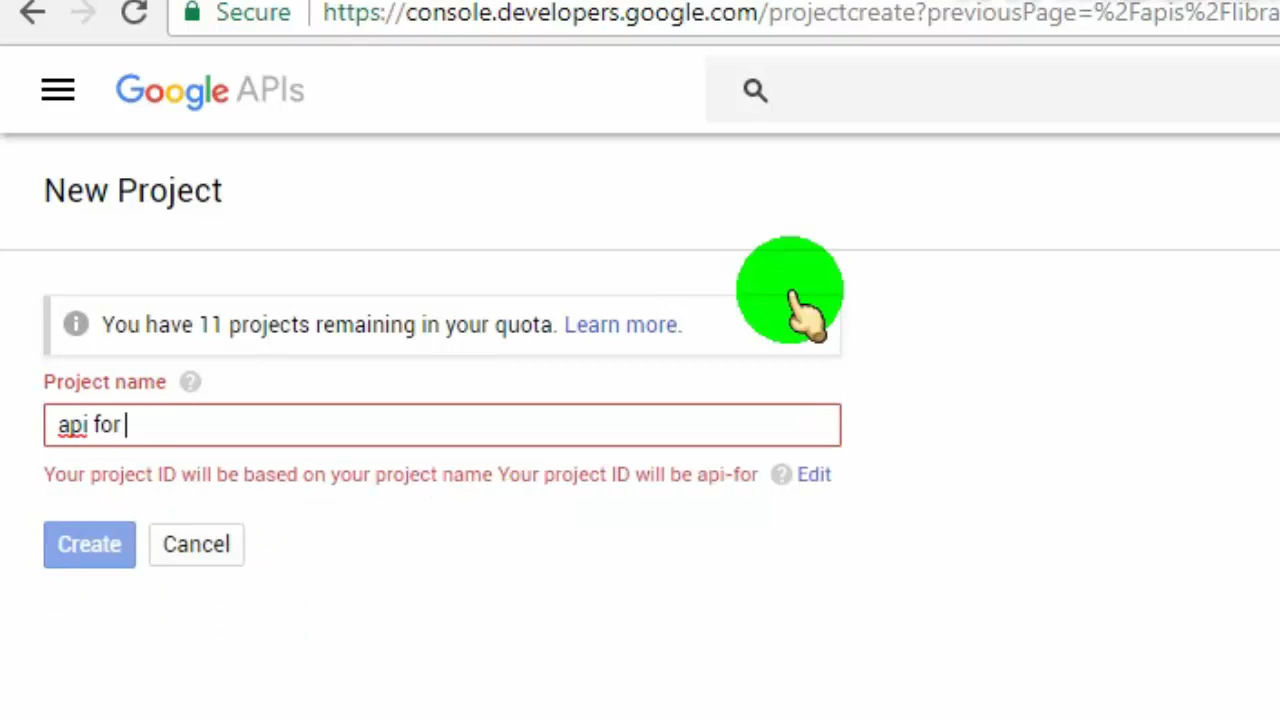 Secure https://console.developers.google.com/projectcreate?previousPage=%2Fapis%2Flibra
Google APIs
New Project
You have 11 projects remaining in your quota. Learn more.
Project name
api for
Your project ID will be based on your project name Your project ID will be api-for Edit
Create Cancel